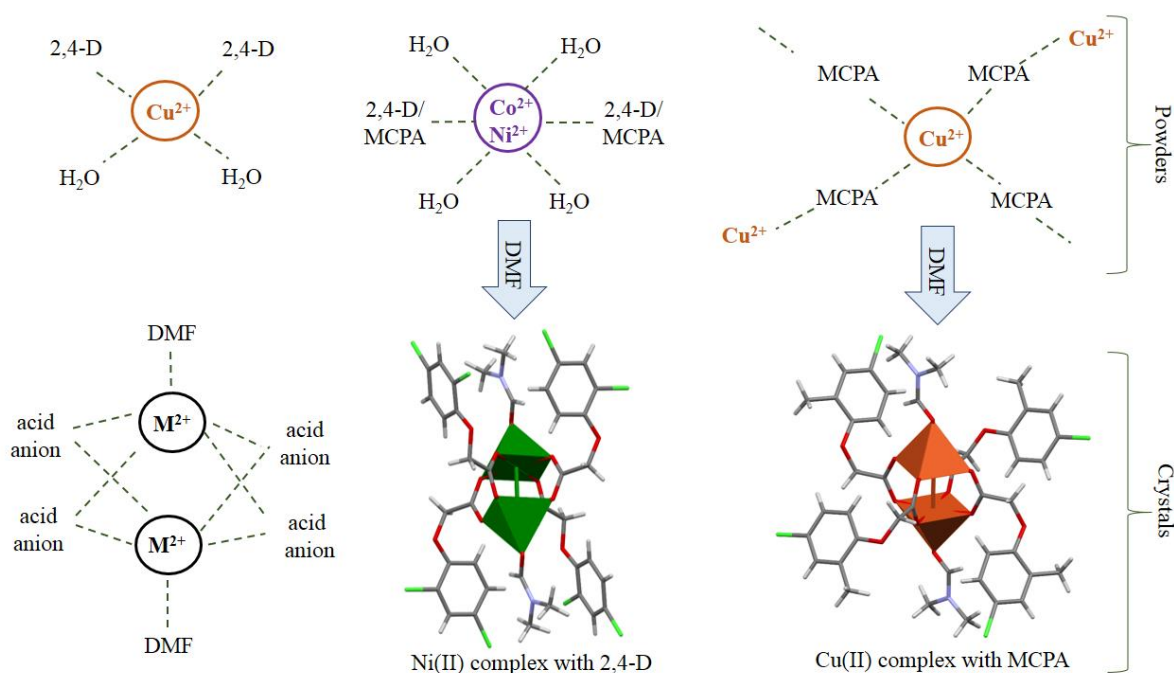 2,4-D
2,4-D
Cu²⁺
H₂O
H₂O
H₂O
H₂O
2,4-D/
MCPA
Co²⁺
Ni²⁺
2,4-D/
MCPA
H₂O
H₂O
Cu²⁺
MCPA
MCPA
Cu²⁺
MCPA
MCPA
Cu²⁺
Powders
DMF
DMF
DMF
M²⁺
acid
anion
acid
anion
acid
anion
acid
anion
M²⁺
DMF
Crystals
Ni(II) complex with 2,4-D
Cu(II) complex with MCPA